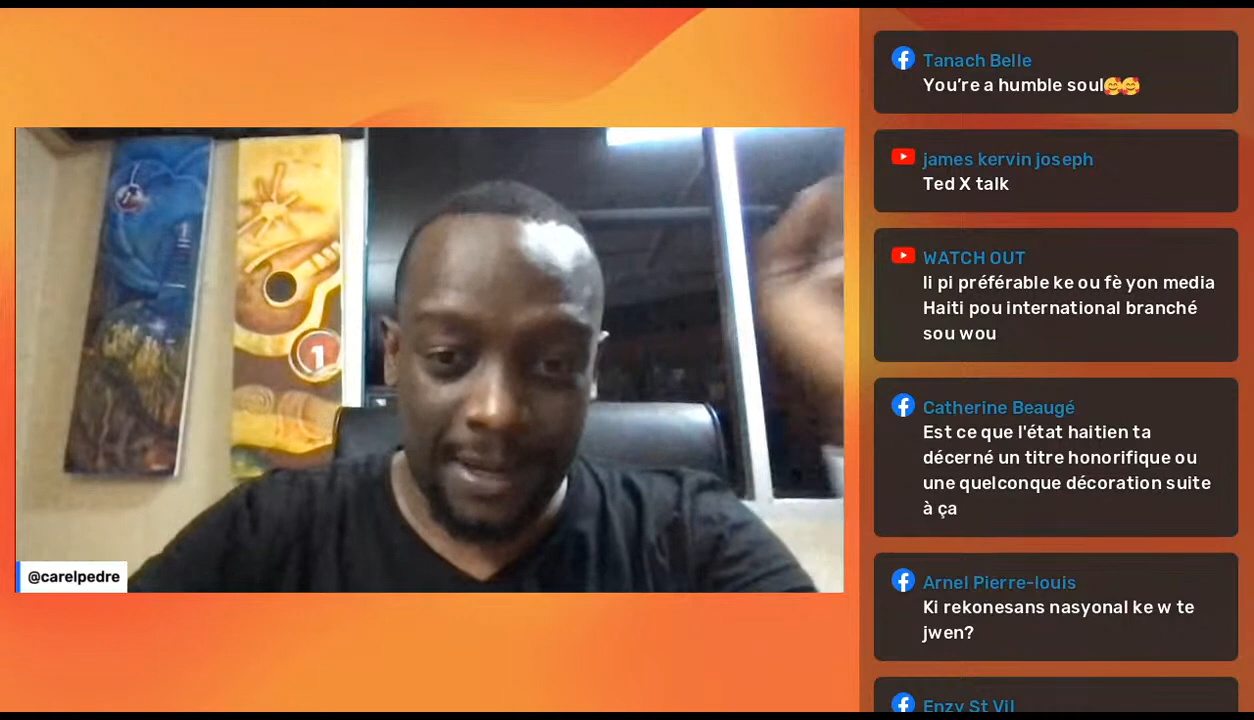 Tanach Belle
You’re a humble soul🥰🥰
james kervin joseph
Ted X talk
WATCH OUT
li pi préférable ke ou fè yon media
Haiti pou international branché
sou wou
Catherine Beaugé
Est ce que l'état haitien ta
décerné un titre honorifique ou
une quelconque décoration suite
à ça
Arnel Pierre-louis
Ki rekonesans nasyonal ke w te
jwen?
Enzy St Vil
1
@carelpedre